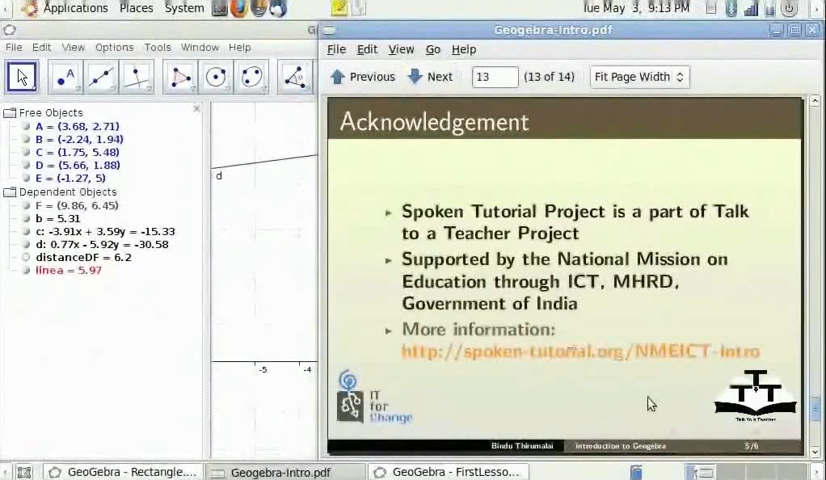 Applications Places System
Tue May 3, 9:13 PM
Geogebra-Intro.pdf
File Edit View Options Tools Window Help
File Edit View Go Help
Previous Next 13 (13 of 14) Fit Page Width
Free Objects
A = (3.68, 2.71)
B = (-2.24, 1.94)
C = (1.75, 5.48)
D = (5.66, 1.88)
E = (-1.27, 5)
Dependent Objects
F = (9.86, 6.45)
b = 5.31
c: -3.91x + 3.59y = -15.33
d: 0.77x - 5.92y = -30.58
distanceDF = 6.2
linea = 5.97
A
d
-5 -4
Acknowledgement
Spoken Tutorial Project is a part of Talk
to a Teacher Project
Supported by the National Mission on
Education through ICT, MHRD,
Government of India
More information:
http://spoken-tutorial.org/NMEICT-Intro
IT
for
Change
T T T
Talk to a Teacher
Bindu Thirumalai Introduction to Geogebra 5/6
GeoGebra - Rectangle.... Geogebra-Intro.pdf GeoGebra - FirstLesso...